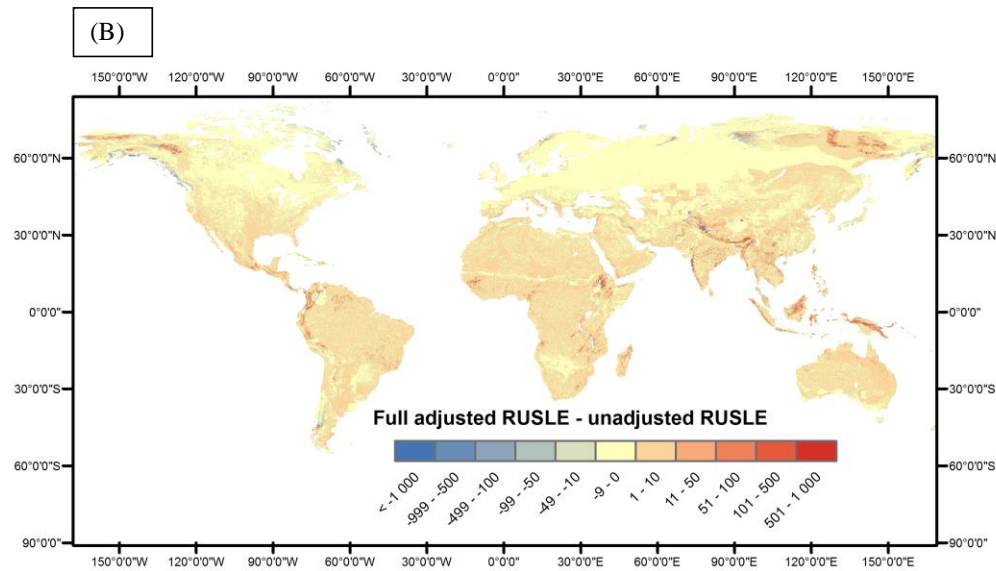 (B)
150°0'0"W 120°0'0"W 90°0'0"W 60°0'0"W 30°0'0"W 0°0'0" 30°0'0"E 60°0'0"E 90°0'0"E 120°0'0"E 150°0'0"E
60°0'0"N 60°0'0"N
30°0'0"N 30°0'0"N
0°0'0" 0°0'0"
30°0'0"S 30°0'0"S
Full adjusted RUSLE - unadjusted RUSLE
< -1 000 -999 - -500 -499 - -100 -99 - -50 -49 - -10 -9 - 0 1 - 10 11 - 50 51 - 100 101 - 500 501 - 1 000
60°0'0"S 60°0'0"S
90°0'0"S 90°0'0"S
150°0'0"W 120°0'0"W 90°0'0"W 60°0'0"W 30°0'0"W 0°0'0" 30°0'0"E 60°0'0"E 90°0'0"E 120°0'0"E 150°0'0"E